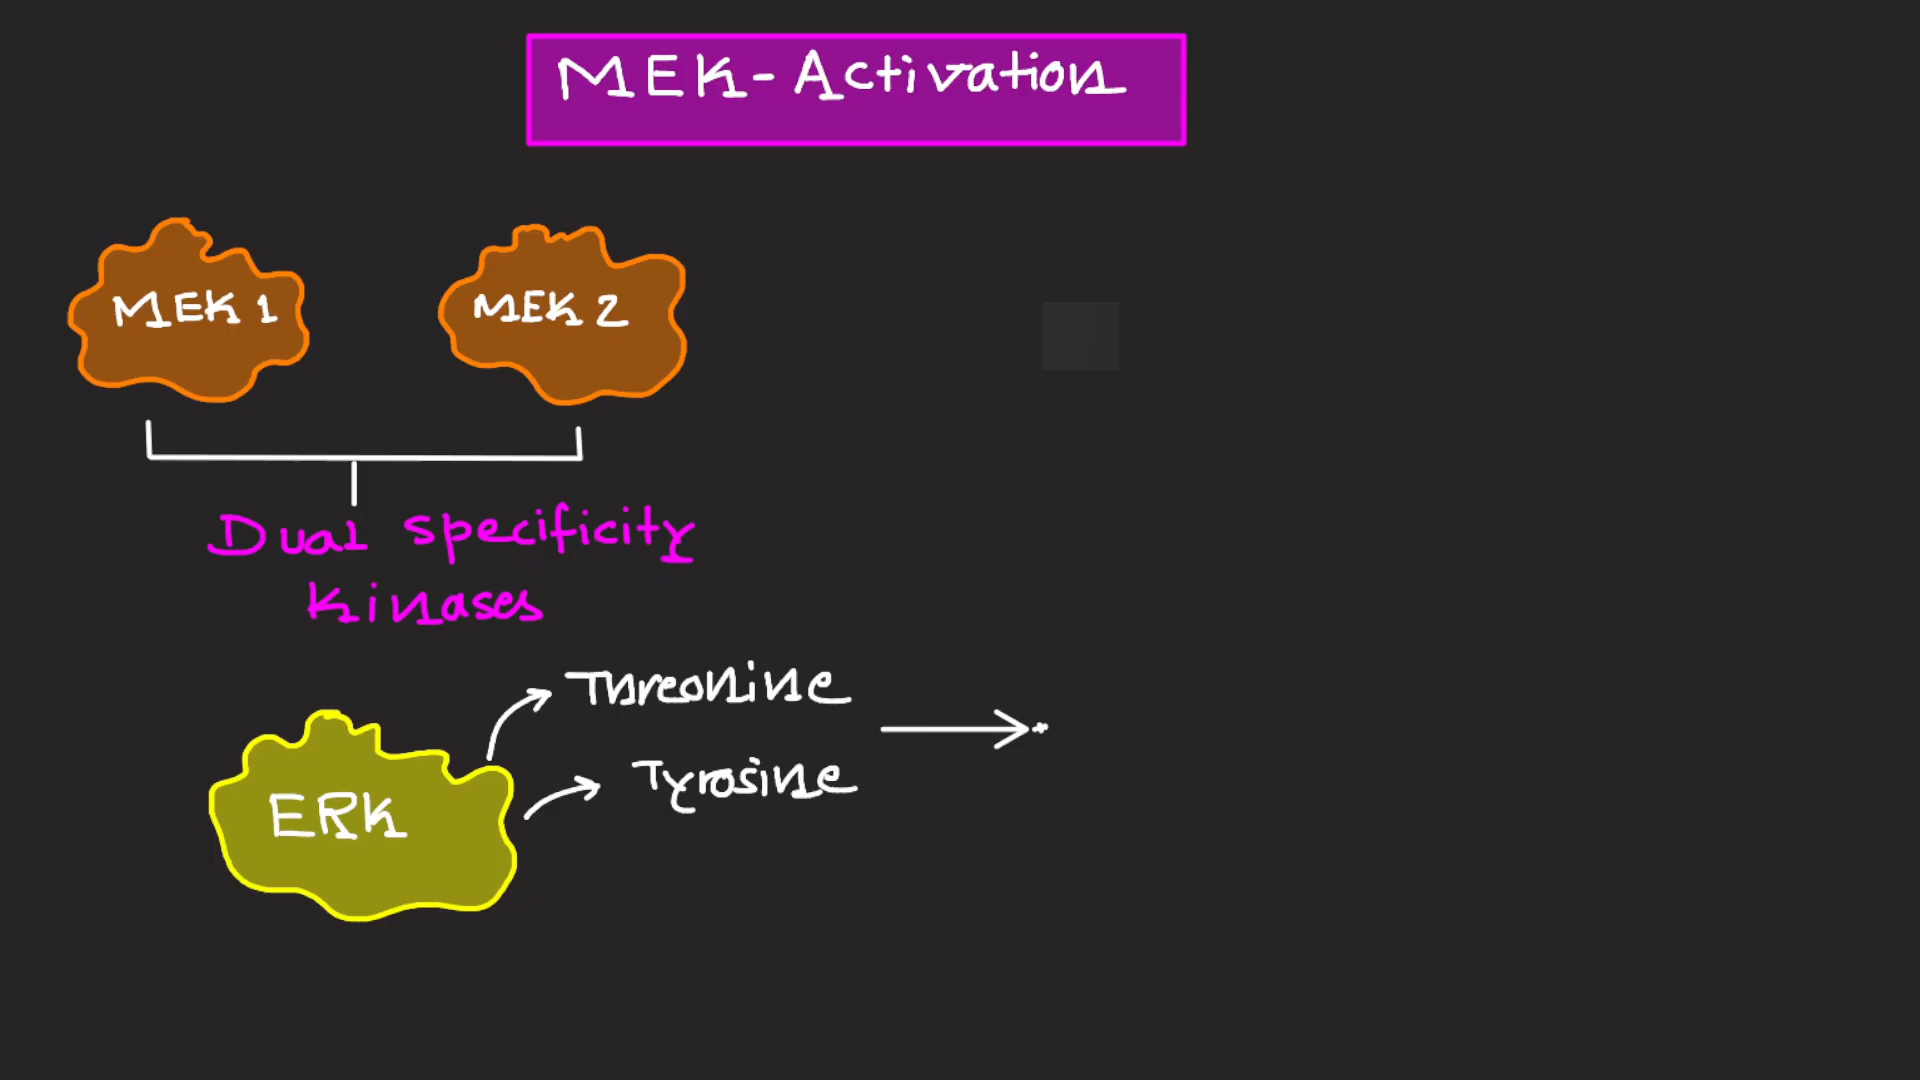 MEK-Activation
MEK 1
MEK 2
Dual specificity
kinases
Threonine
Tyrosine
ERK